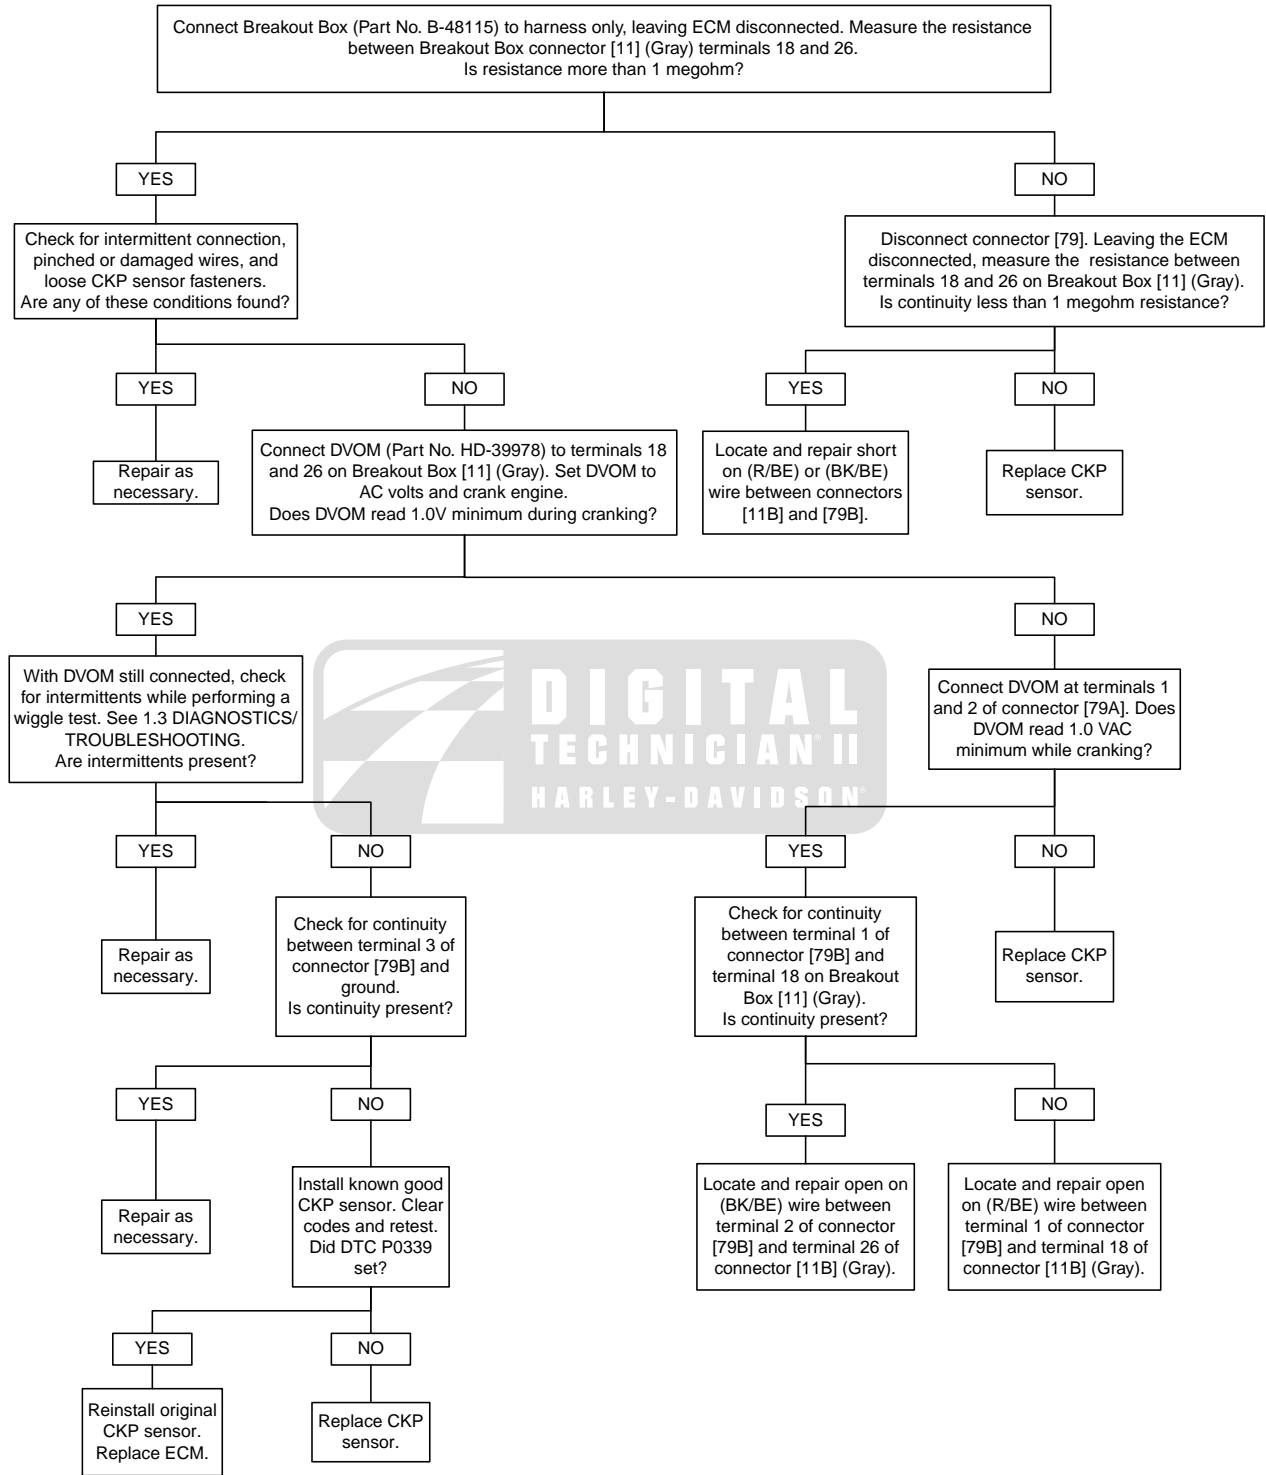 Connect Breakout Box (Part No. B-48115) to harness only, leaving ECM disconnected. Measure the resistance
between Breakout Box connector [11] (Gray) terminals 18 and 26.
Is resistance more than 1 megohm?
YES
NO
Check for intermittent connection,
pinched or damaged wires, and
loose CKP sensor fasteners.
Are any of these conditions found?
Disconnect connector [79]. Leaving the ECM
disconnected, measure the resistance between
terminals 18 and 26 on Breakout Box [11] (Gray).
Is continuity less than 1 megohm resistance?
YES
NO
YES
NO
Repair as
necessary.
Connect DVOM (Part No. HD-39978) to terminals 18
and 26 on Breakout Box [11] (Gray). Set DVOM to
AC volts and crank engine.
Does DVOM read 1.0V minimum during cranking?
Locate and repair short
on (R/BE) or (BK/BE)
wire between connectors
[11B] and [79B].
Replace CKP
sensor.
YES
NO
With DVOM still connected, check
for intermittents while performing a
wiggle test. See 1.3 DIAGNOSTICS/
TROUBLESHOOTING.
Are intermittents present?
DIGITAL
TECHNICIAN® II
HARLEY-DAVIDSON®
Connect DVOM at terminals 1
and 2 of connector [79A]. Does
DVOM read 1.0 VAC
minimum while cranking?
YES
NO
YES
NO
Repair as
necessary.
Check for continuity
between terminal 3 of
connector [79B] and
ground.
Is continuity present?
Check for continuity
between terminal 1 of
connector [79B] and
terminal 18 on Breakout
Box [11] (Gray).
Is continuity present?
Replace CKP
sensor.
YES
NO
YES
NO
Repair as
necessary.
Install known good
CKP sensor. Clear
codes and retest.
Did DTC P0339
set?
Locate and repair open on
(BK/BE) wire between
terminal 2 of connector
[79B] and terminal 26 of
connector [11B] (Gray).
Locate and repair open
on (R/BE) wire between
terminal 1 of connector
[79B] and terminal 18 of
connector [11B] (Gray).
YES
NO
Reinstall original
CKP sensor.
Replace ECM.
Replace CKP
sensor.